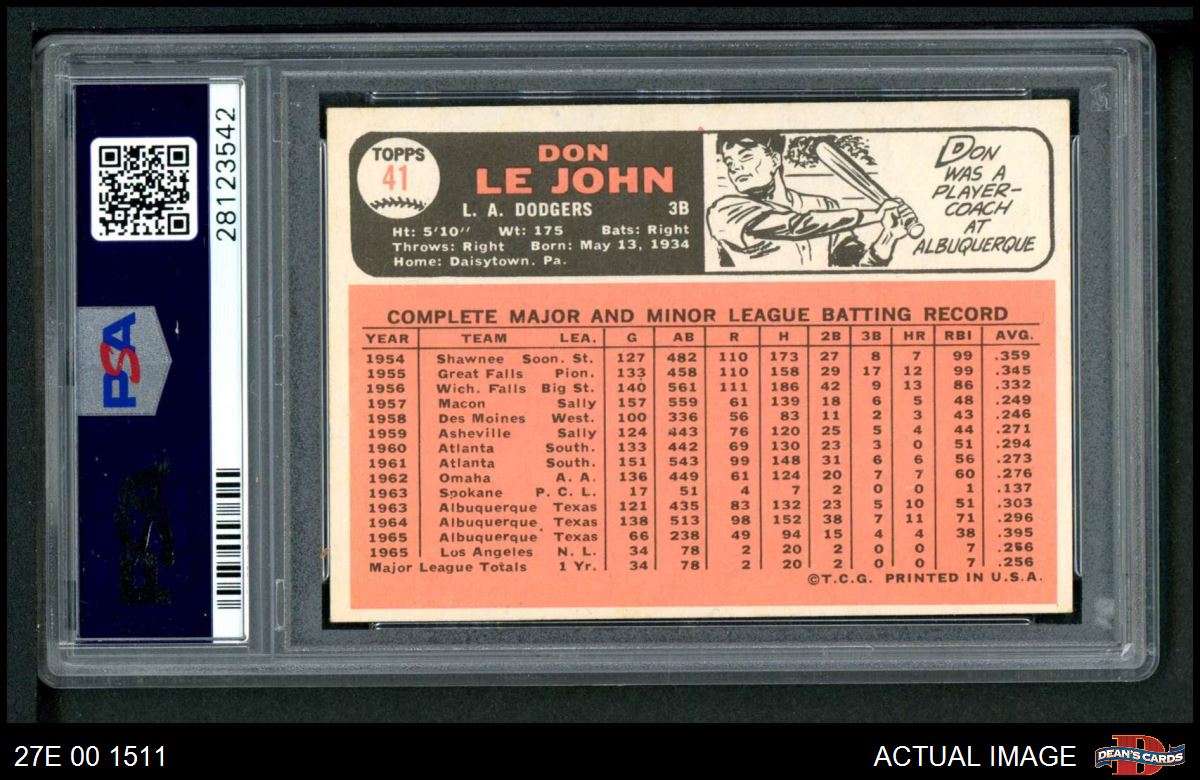 PSA
28123542
PSA
TOPPS
41
DON
LE JOHN
L. A. DODGERS 3B
Ht: 5'10" Wt: 175 Bats: Right
Throws: Right Born: May 13, 1934
Home: Daisytown, Pa.
DON
WAS A
PLAYER-
COACH
AT
ALBUQUERQUE
COMPLETE MAJOR AND MINOR LEAGUE BATTING RECORD
YEAR TEAM LEA. G AB R H 2B 3B HR RBI AVG.
1954 Shawnee Soon. St. 127 482 110 173 27 8 7 99 .359
1955 Great Falls Pion. 133 458 110 158 29 17 12 99 .345
1956 Wich. Falls Big St. 140 561 111 186 42 9 13 86 .332
1957 Macon Sally 157 559 61 139 18 6 5 48 .249
1958 Des Moines West. 100 336 56 83 11 2 3 43 .246
1959 Asheville Sally 124 443 76 120 25 5 4 44 .271
1960 Atlanta South. 133 442 69 130 23 3 0 51 .294
1961 Atlanta South. 151 543 99 148 31 6 6 56 .273
1962 Omaha A. A. 136 449 61 124 20 7 7 60 .276
1963 Spokane P. C. L. 17 51 4 7 2 0 0 1 .137
1963 Albuquerque Texas 121 435 83 132 23 5 10 51 .303
1964 Albuquerque Texas 138 513 98 152 38 7 11 71 .296
1965 Albuquerque Texas 66 238 49 94 15 4 4 38 .395
1965 Los Angeles N. L. 34 78 2 20 2 0 0 7 .256
Major League Totals 1 Yr. 34 78 2 20 2 0 0 7 .256
©T.C.G. PRINTED IN U.S.A.
27E 00 1511
ACTUAL IMAGE
DEAN'S CARDS